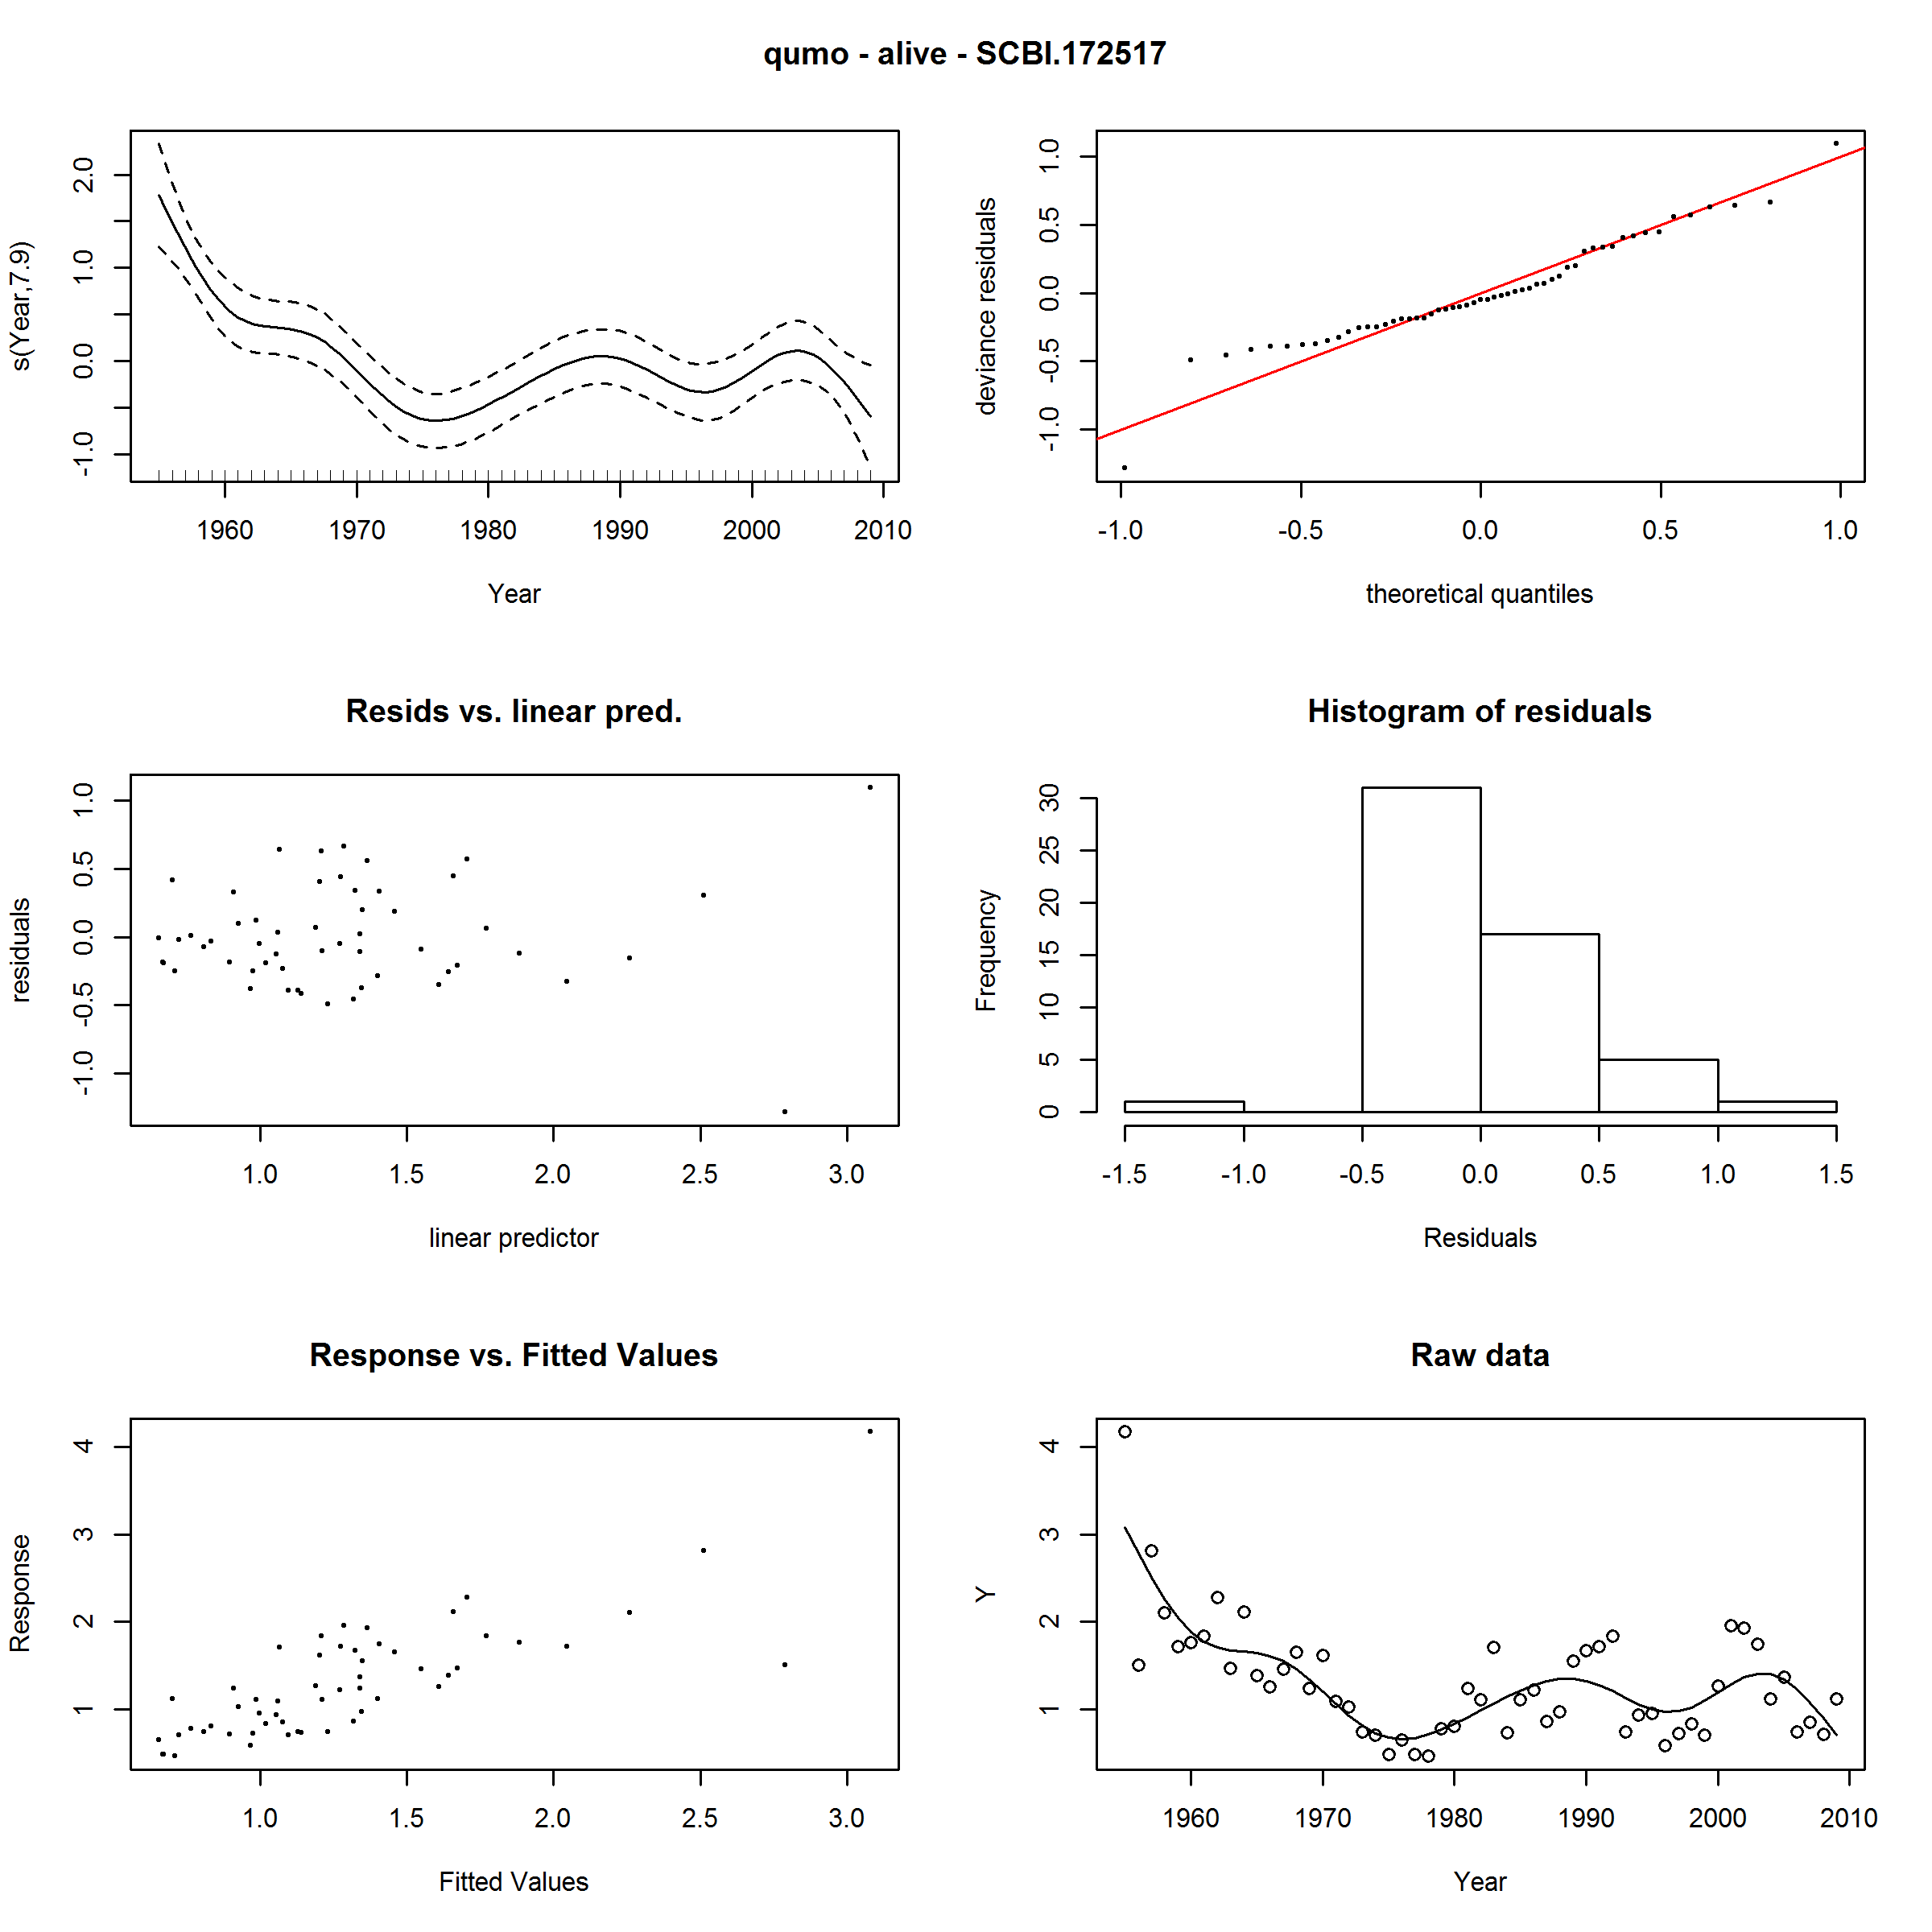 qumo - alive - SCBI.172517
s(Year,7.9)
-1.0 0.0 1.0 2.0
1960 1970 1980 1990 2000 2010
Year
deviance residuals
-1.0 -0.5 0.0 0.5 1.0
-1.0 -0.5 0.0 0.5 1.0
theoretical quantiles
Resids vs. linear pred.
residuals
-1.0 -0.5 0.0 0.5 1.0
1.0 1.5 2.0 2.5 3.0
linear predictor
Histogram of residuals
Frequency
0 5 10 15 20 25 30
-1.5 -1.0 -0.5 0.0 0.5 1.0 1.5
Residuals
Response vs. Fitted Values
Response
1 2 3 4
1.0 1.5 2.0 2.5 3.0
Fitted Values
Raw data
Y
1 2 3 4
1960 1970 1980 1990 2000 2010
Year